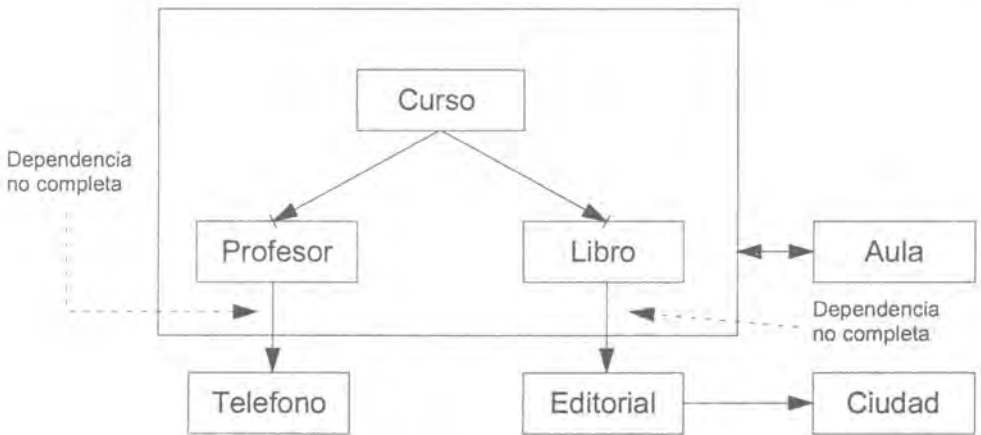 Curso
Dependencia
no completa
Profesor
Libro
Aula
Dependencia
no completa
Telefono
Editorial
Ciudad